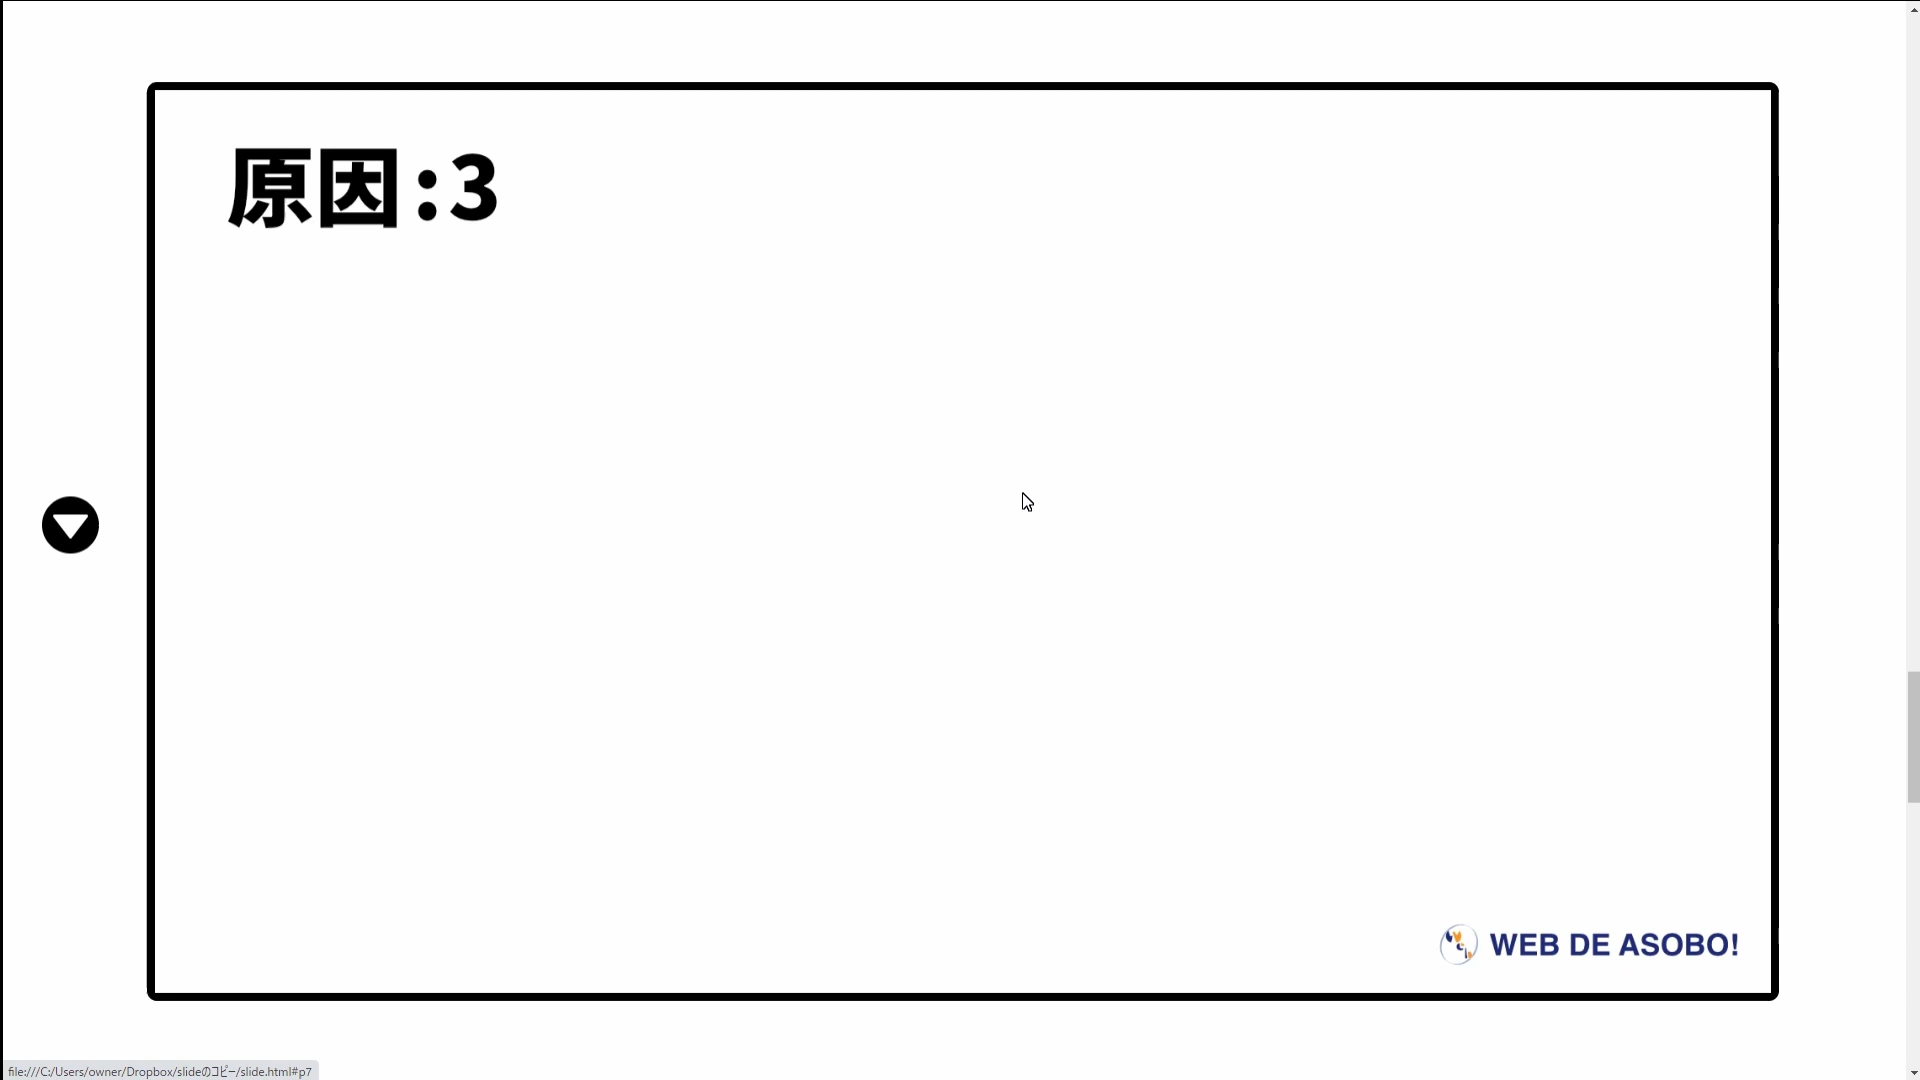 原因:3
WEB DE ASOBO!
file:///C:/Users/owner/Dropbox/slideのコピー/slide.html#p7